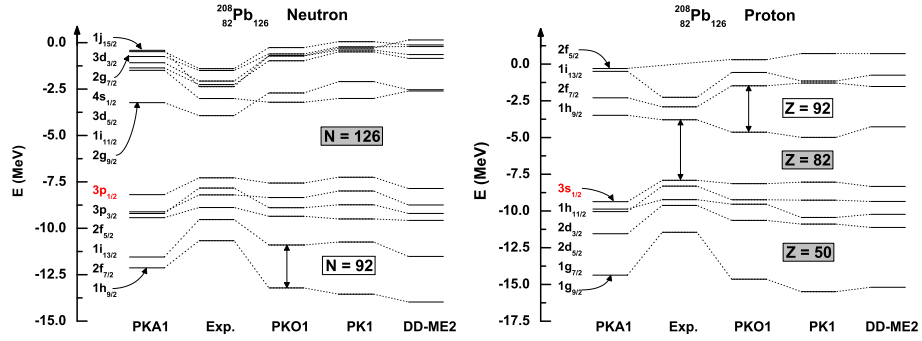 ²⁰⁸₈₂Pb₁₂₆ Neutron
E (MeV)
0.0
-2.5
-5.0
-7.5
-10.0
-12.5
-15.0
1j15/2
3d3/2
2g7/2
4s1/2
3d5/2
1i11/2
2g9/2
3p1/2
3p3/2
2f5/2
1i13/2
2f7/2
1h9/2
N = 126
N = 92
PKA1 Exp. PKO1 PK1 DD-ME2
²⁰⁸₈₂Pb₁₂₆ Proton
E (MeV)
0.0
-2.5
-5.0
-7.5
-10.0
-12.5
-15.0
-17.5
2f5/2
1i13/2
2f7/2
1h9/2
3s1/2
1h11/2
2d3/2
2d5/2
1g7/2
1g9/2
Z = 92
Z = 82
Z = 50
PKA1 Exp. PKO1 PK1 DD-ME2